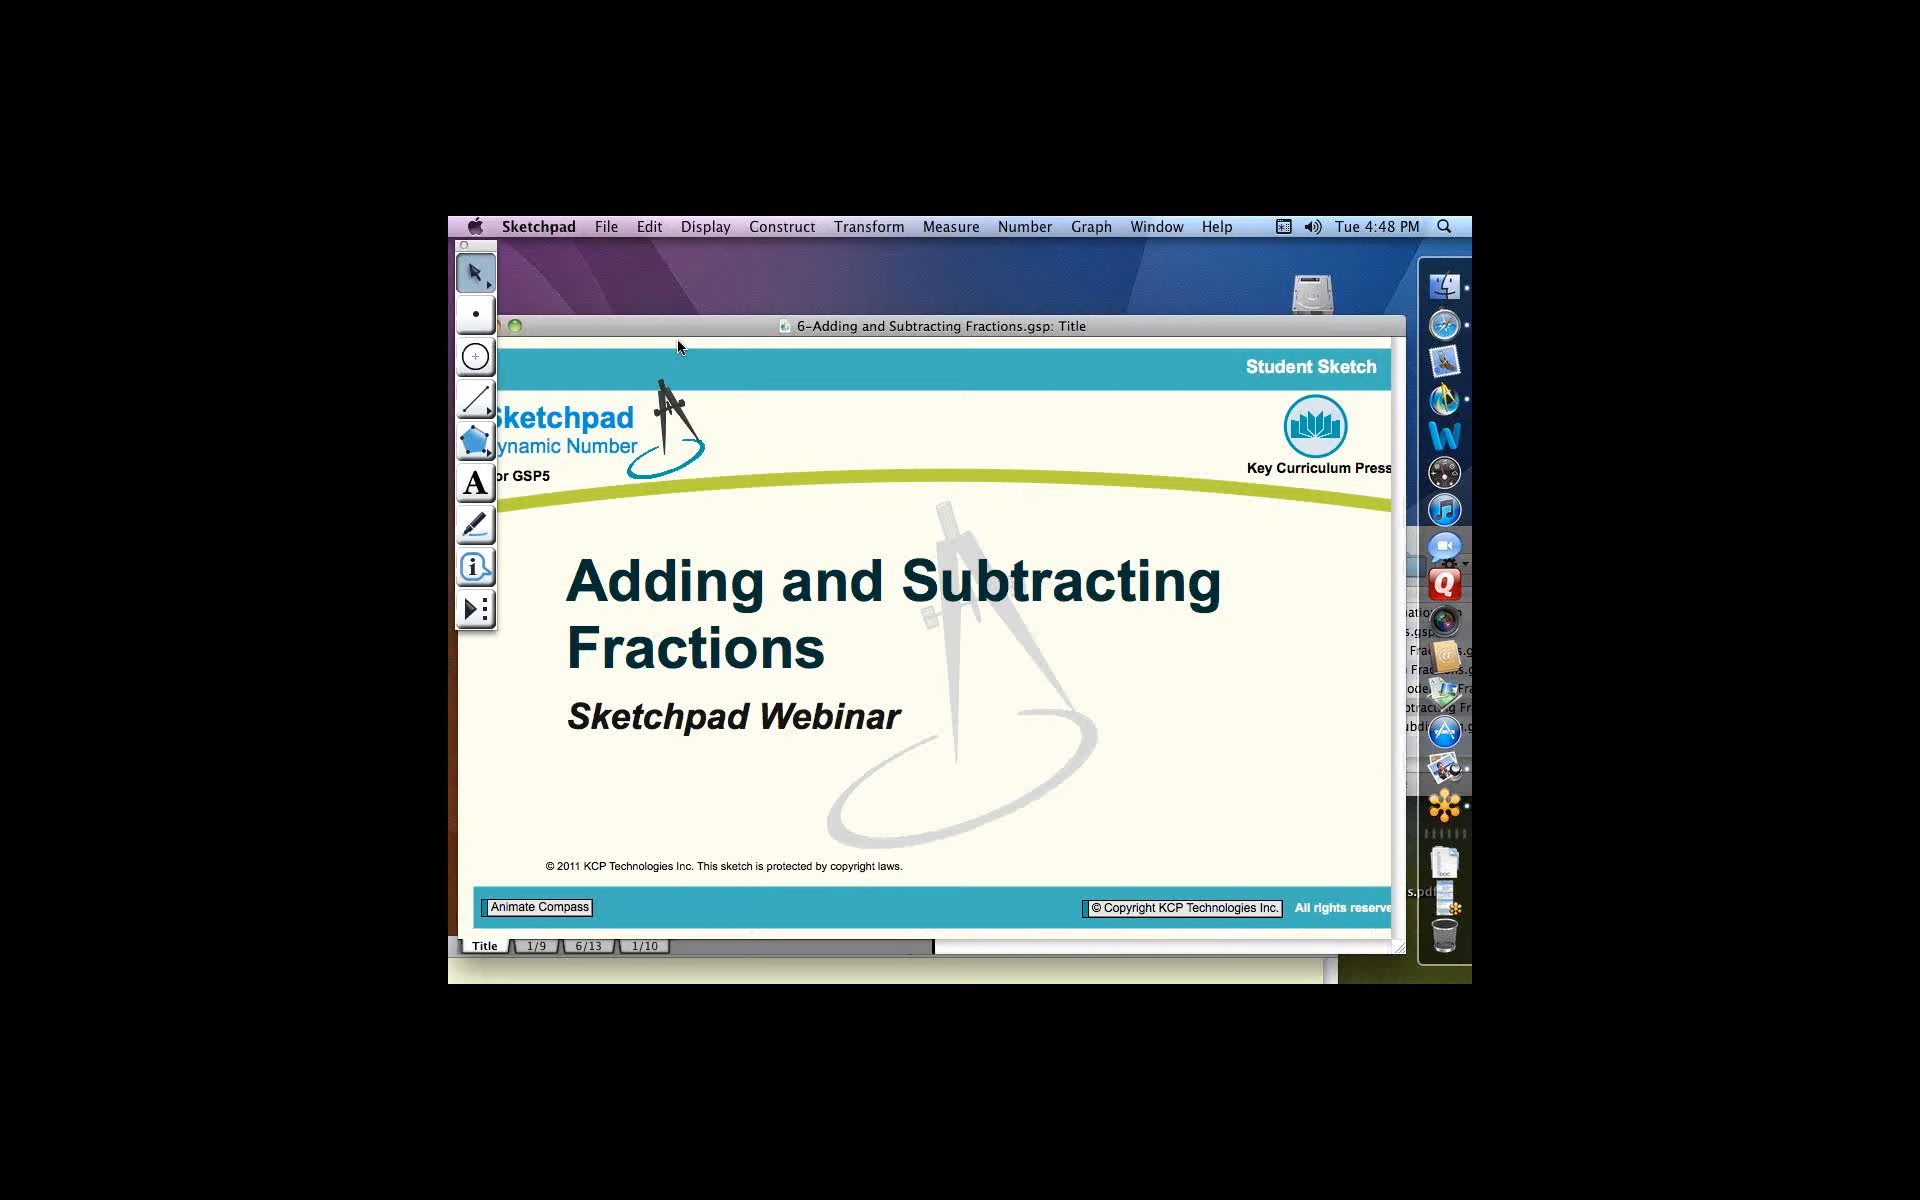 Sketchpad File Edit Display Construct Transform Measure Number Graph Window Help Tue 4:48 PM
6-Adding and Subtracting Fractions.gsp: Title
Student Sketch
Sketchpad
ynamic Number
or GSP5
Key Curriculum Press
A
Adding and Subtracting
Fractions
Sketchpad Webinar
© 2011 KCP Technologies Inc. This sketch is protected by copyright laws.
Animate Compass
© Copyright KCP Technologies Inc.
All rights reserve
Title 1/9 6/13 1/10